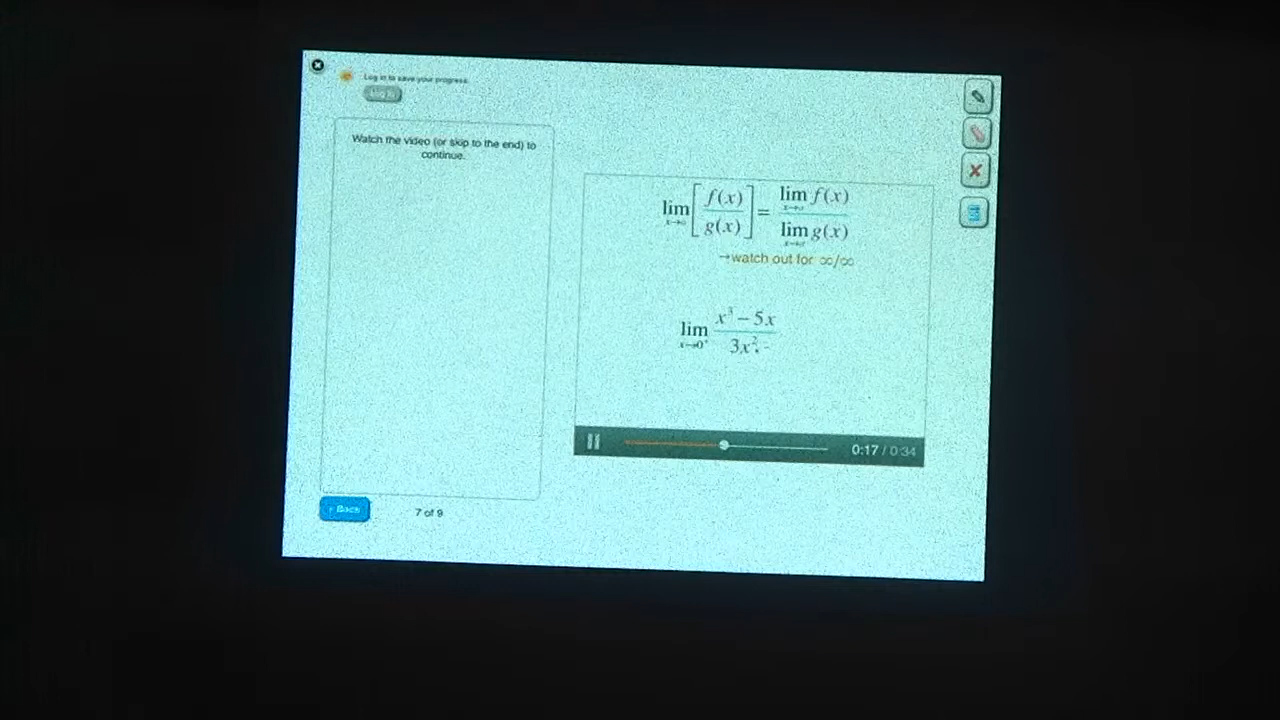 Log in to save your progress.
Log In
Watch the video (or skip to the end) to
continue.
lim [ f(x) / g(x) ] = lim f(x) / lim g(x)
→watch out for ∞/∞
lim x→0⁺ x³ − 5x / 3x² -
0:17 / 0:34
‹ Back
7 of 9